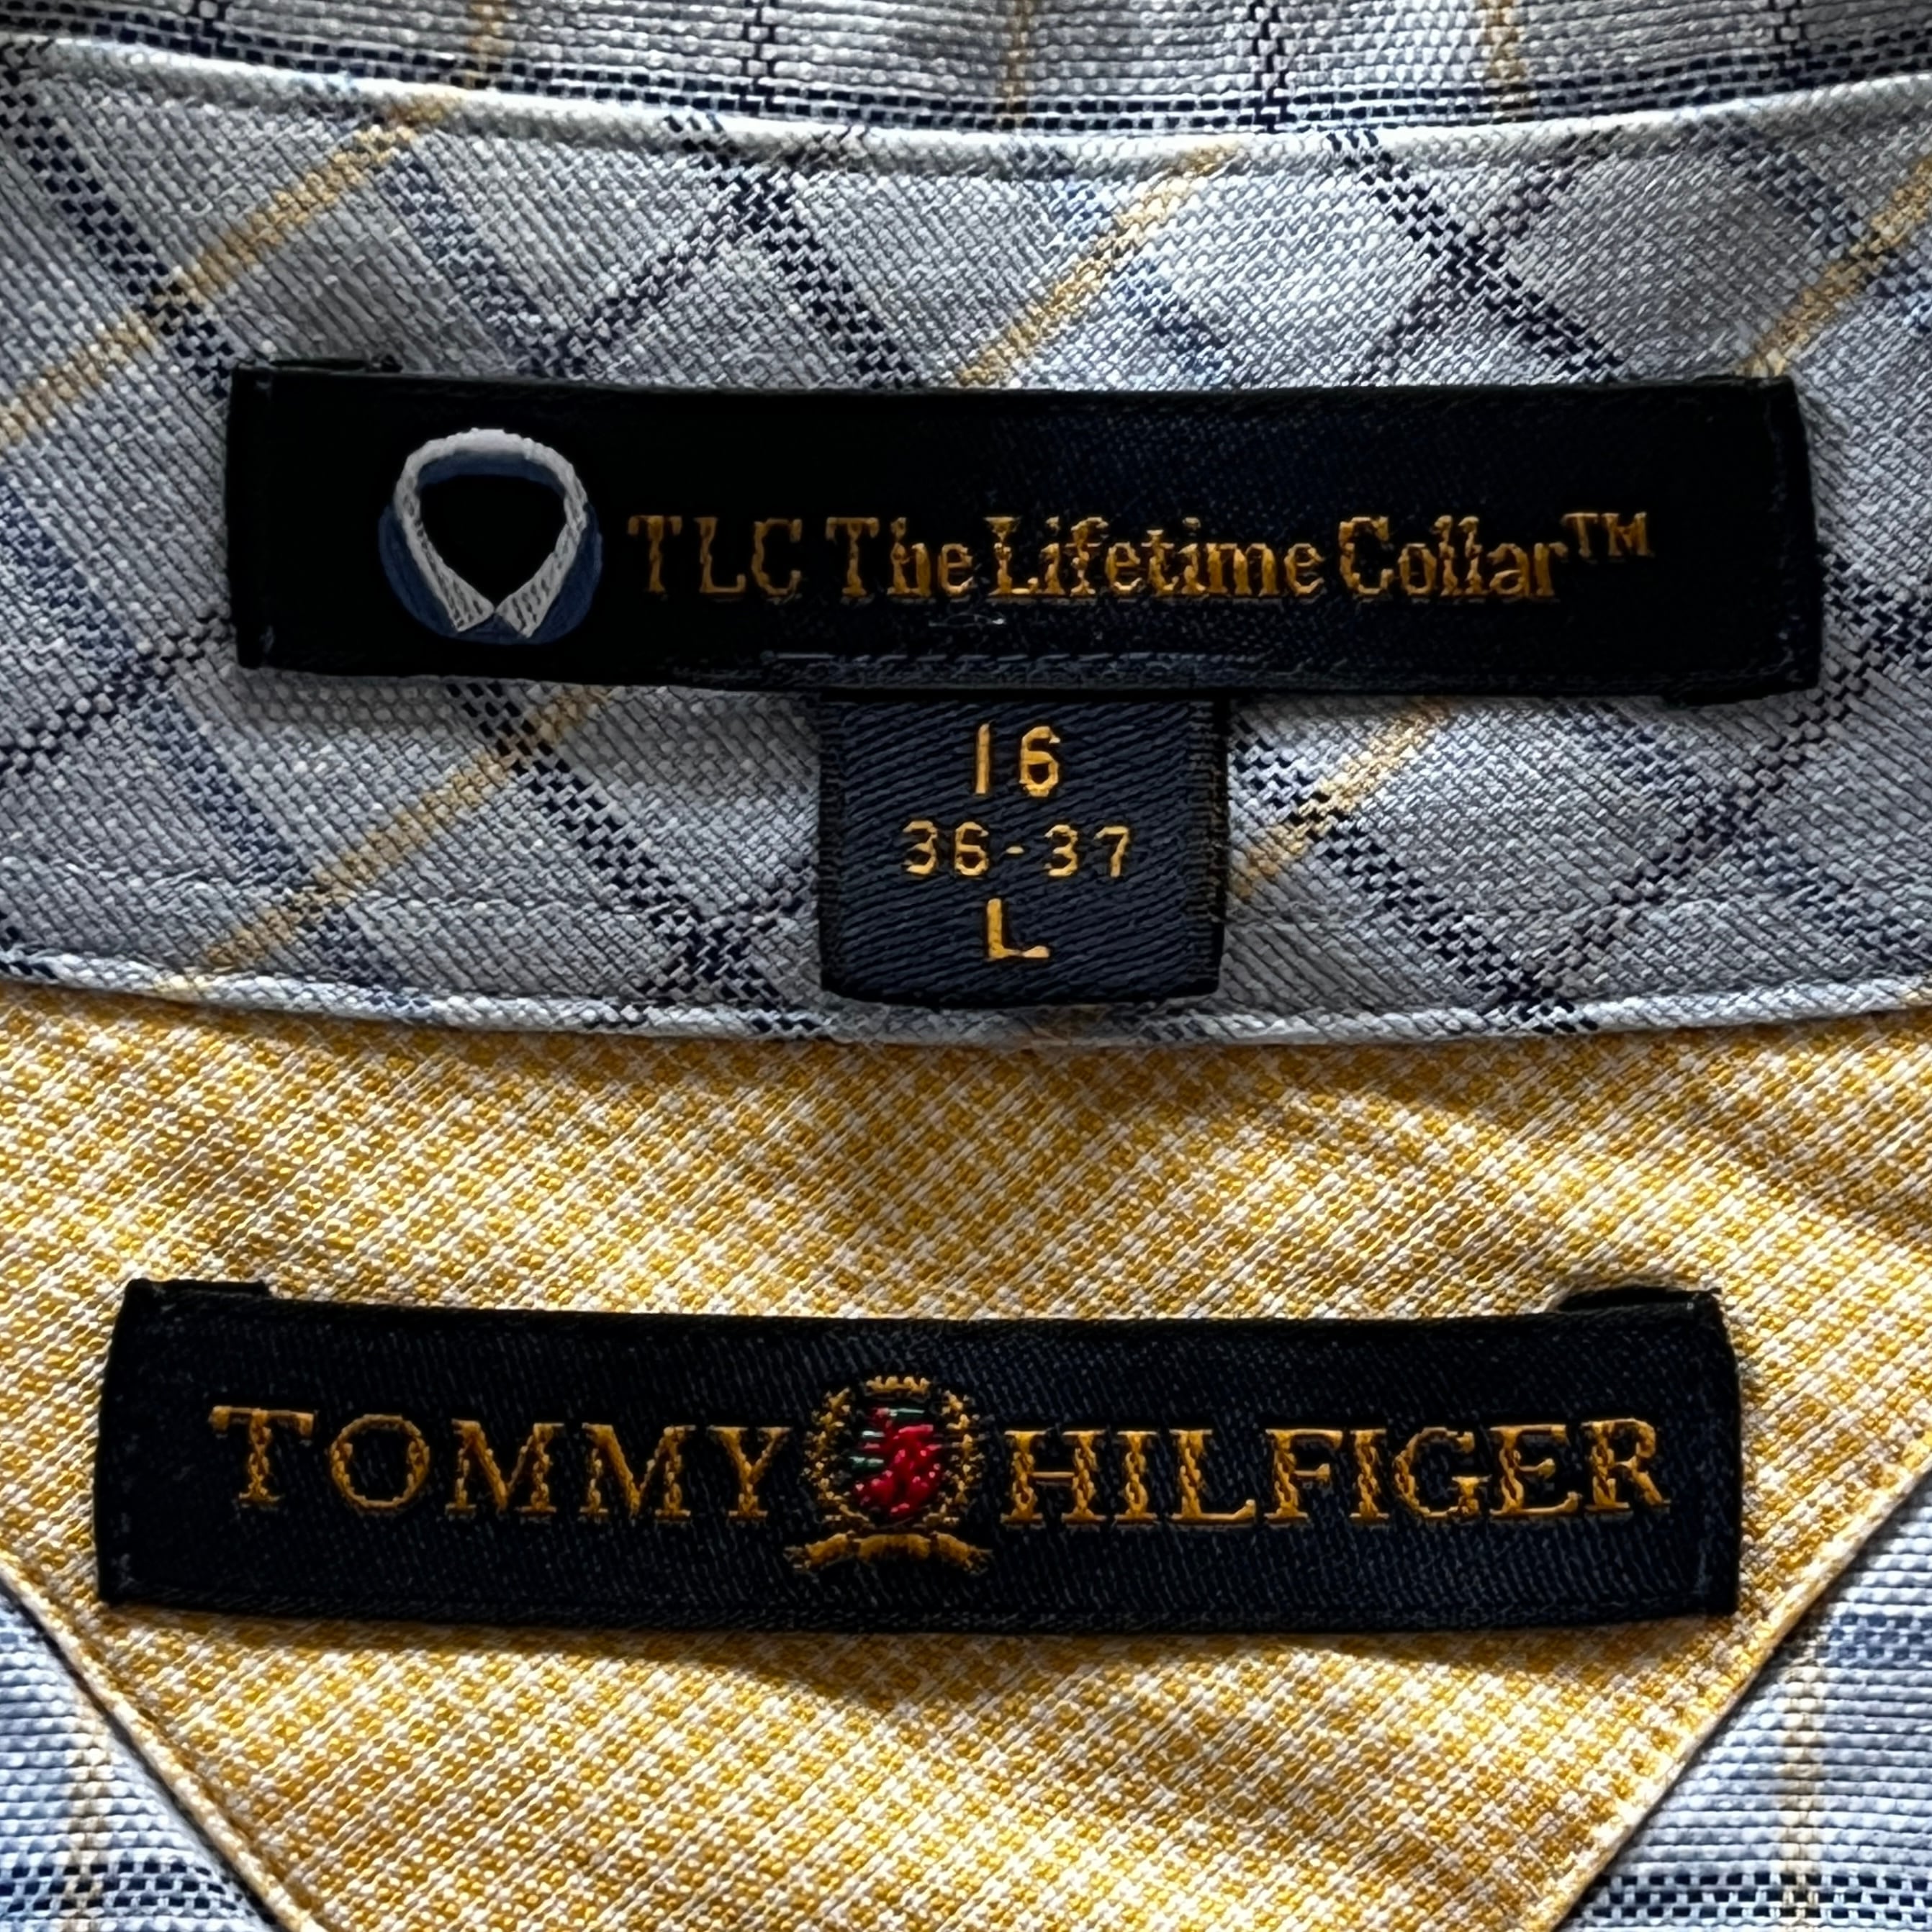 TLC The Lifetime Collar™
16
36-37
L
TOMMY HILFIGER